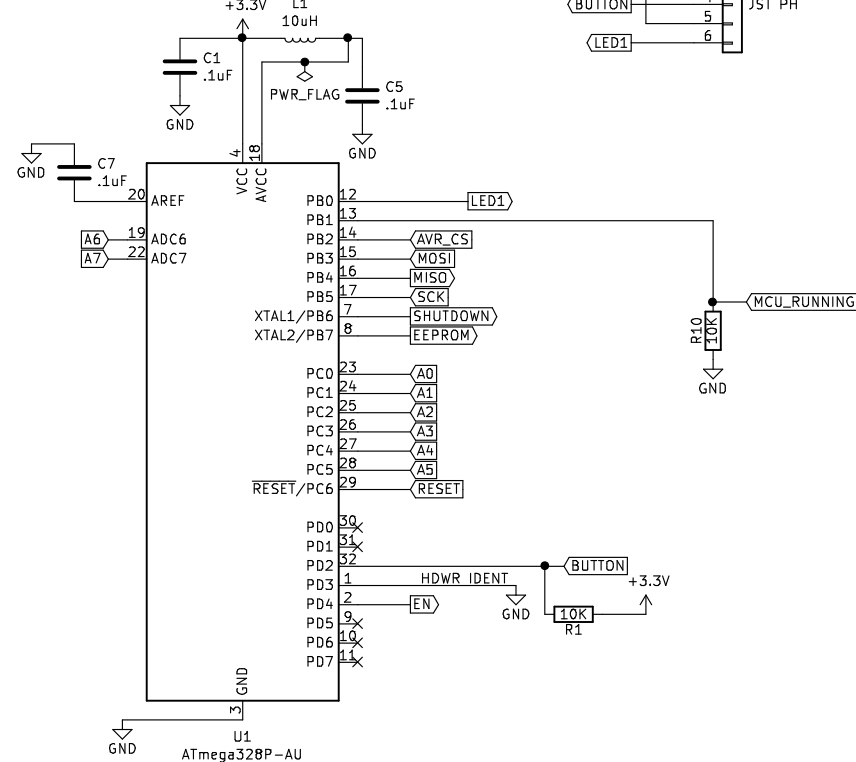 +3.3V
L1
10uH
BUTTON
JST PH
5
LED1
6
C1
.1uF
GND
PWR_FLAG
C5
.1uF
GND
GND
C7
.1uF
4
18
VCC
AVCC
20 AREF
PB0 12 LED1
PB1 13
A6 19 ADC6
PB2 14 AVR_CS
A7 22 ADC7
PB3 15 MOSI
PB4 16 MISO
PB5 17 SCK
MCU_RUNNING
XTAL1/PB6 7 SHUTDOWN
XTAL2/PB7 8 EEPROM
R10
10K
GND
PC0 23 A0
PC1 24 A1
PC2 25 A2
PC3 26 A3
PC4 27 A4
PC5 28 A5
RESET/PC6 29 RESET
PD0 30
PD1 31
PD2 32 BUTTON
PD3 1 HDWR IDENT
+3.3V
PD4 2 EN
GND
10K
R1
PD5 9
PD6 10
PD7 11
GND
3
GND
U1
ATmega328P-AU